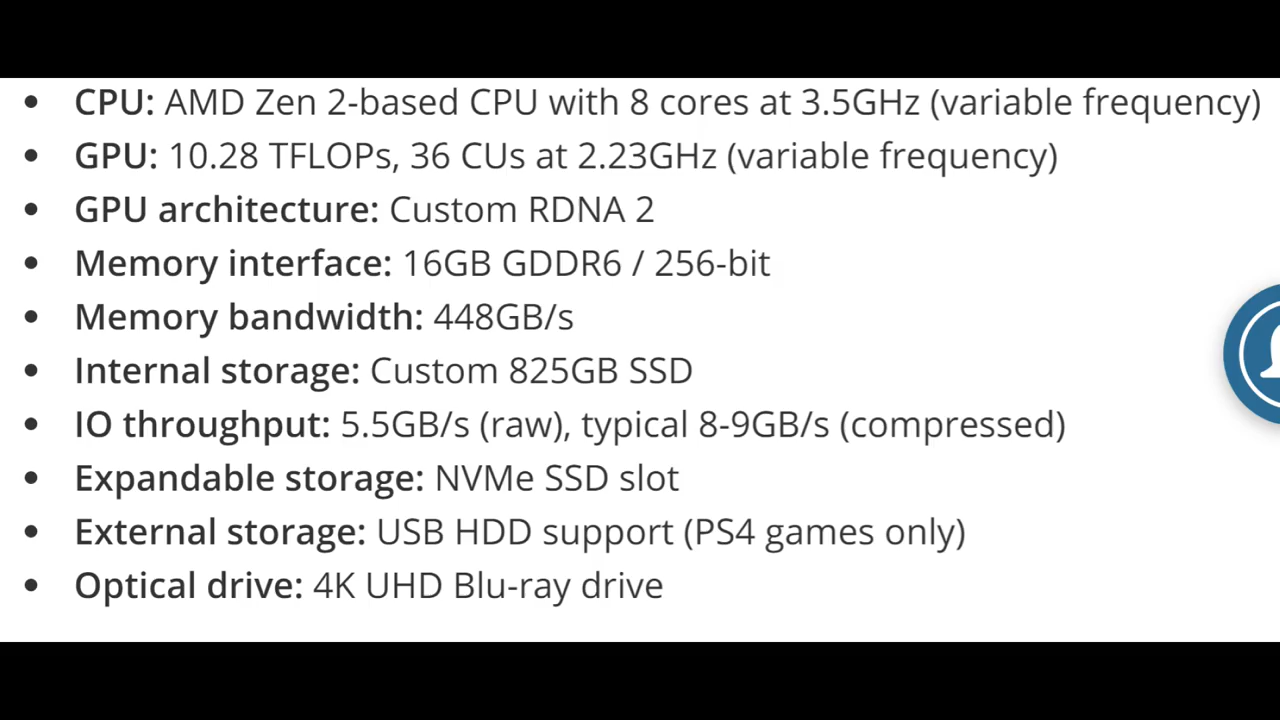 • CPU: AMD Zen 2-based CPU with 8 cores at 3.5GHz (variable frequency)
• GPU: 10.28 TFLOPs, 36 CUs at 2.23GHz (variable frequency)
• GPU architecture: Custom RDNA 2
• Memory interface: 16GB GDDR6 / 256-bit
• Memory bandwidth: 448GB/s
• Internal storage: Custom 825GB SSD
• IO throughput: 5.5GB/s (raw), typical 8-9GB/s (compressed)
• Expandable storage: NVMe SSD slot
• External storage: USB HDD support (PS4 games only)
• Optical drive: 4K UHD Blu-ray drive